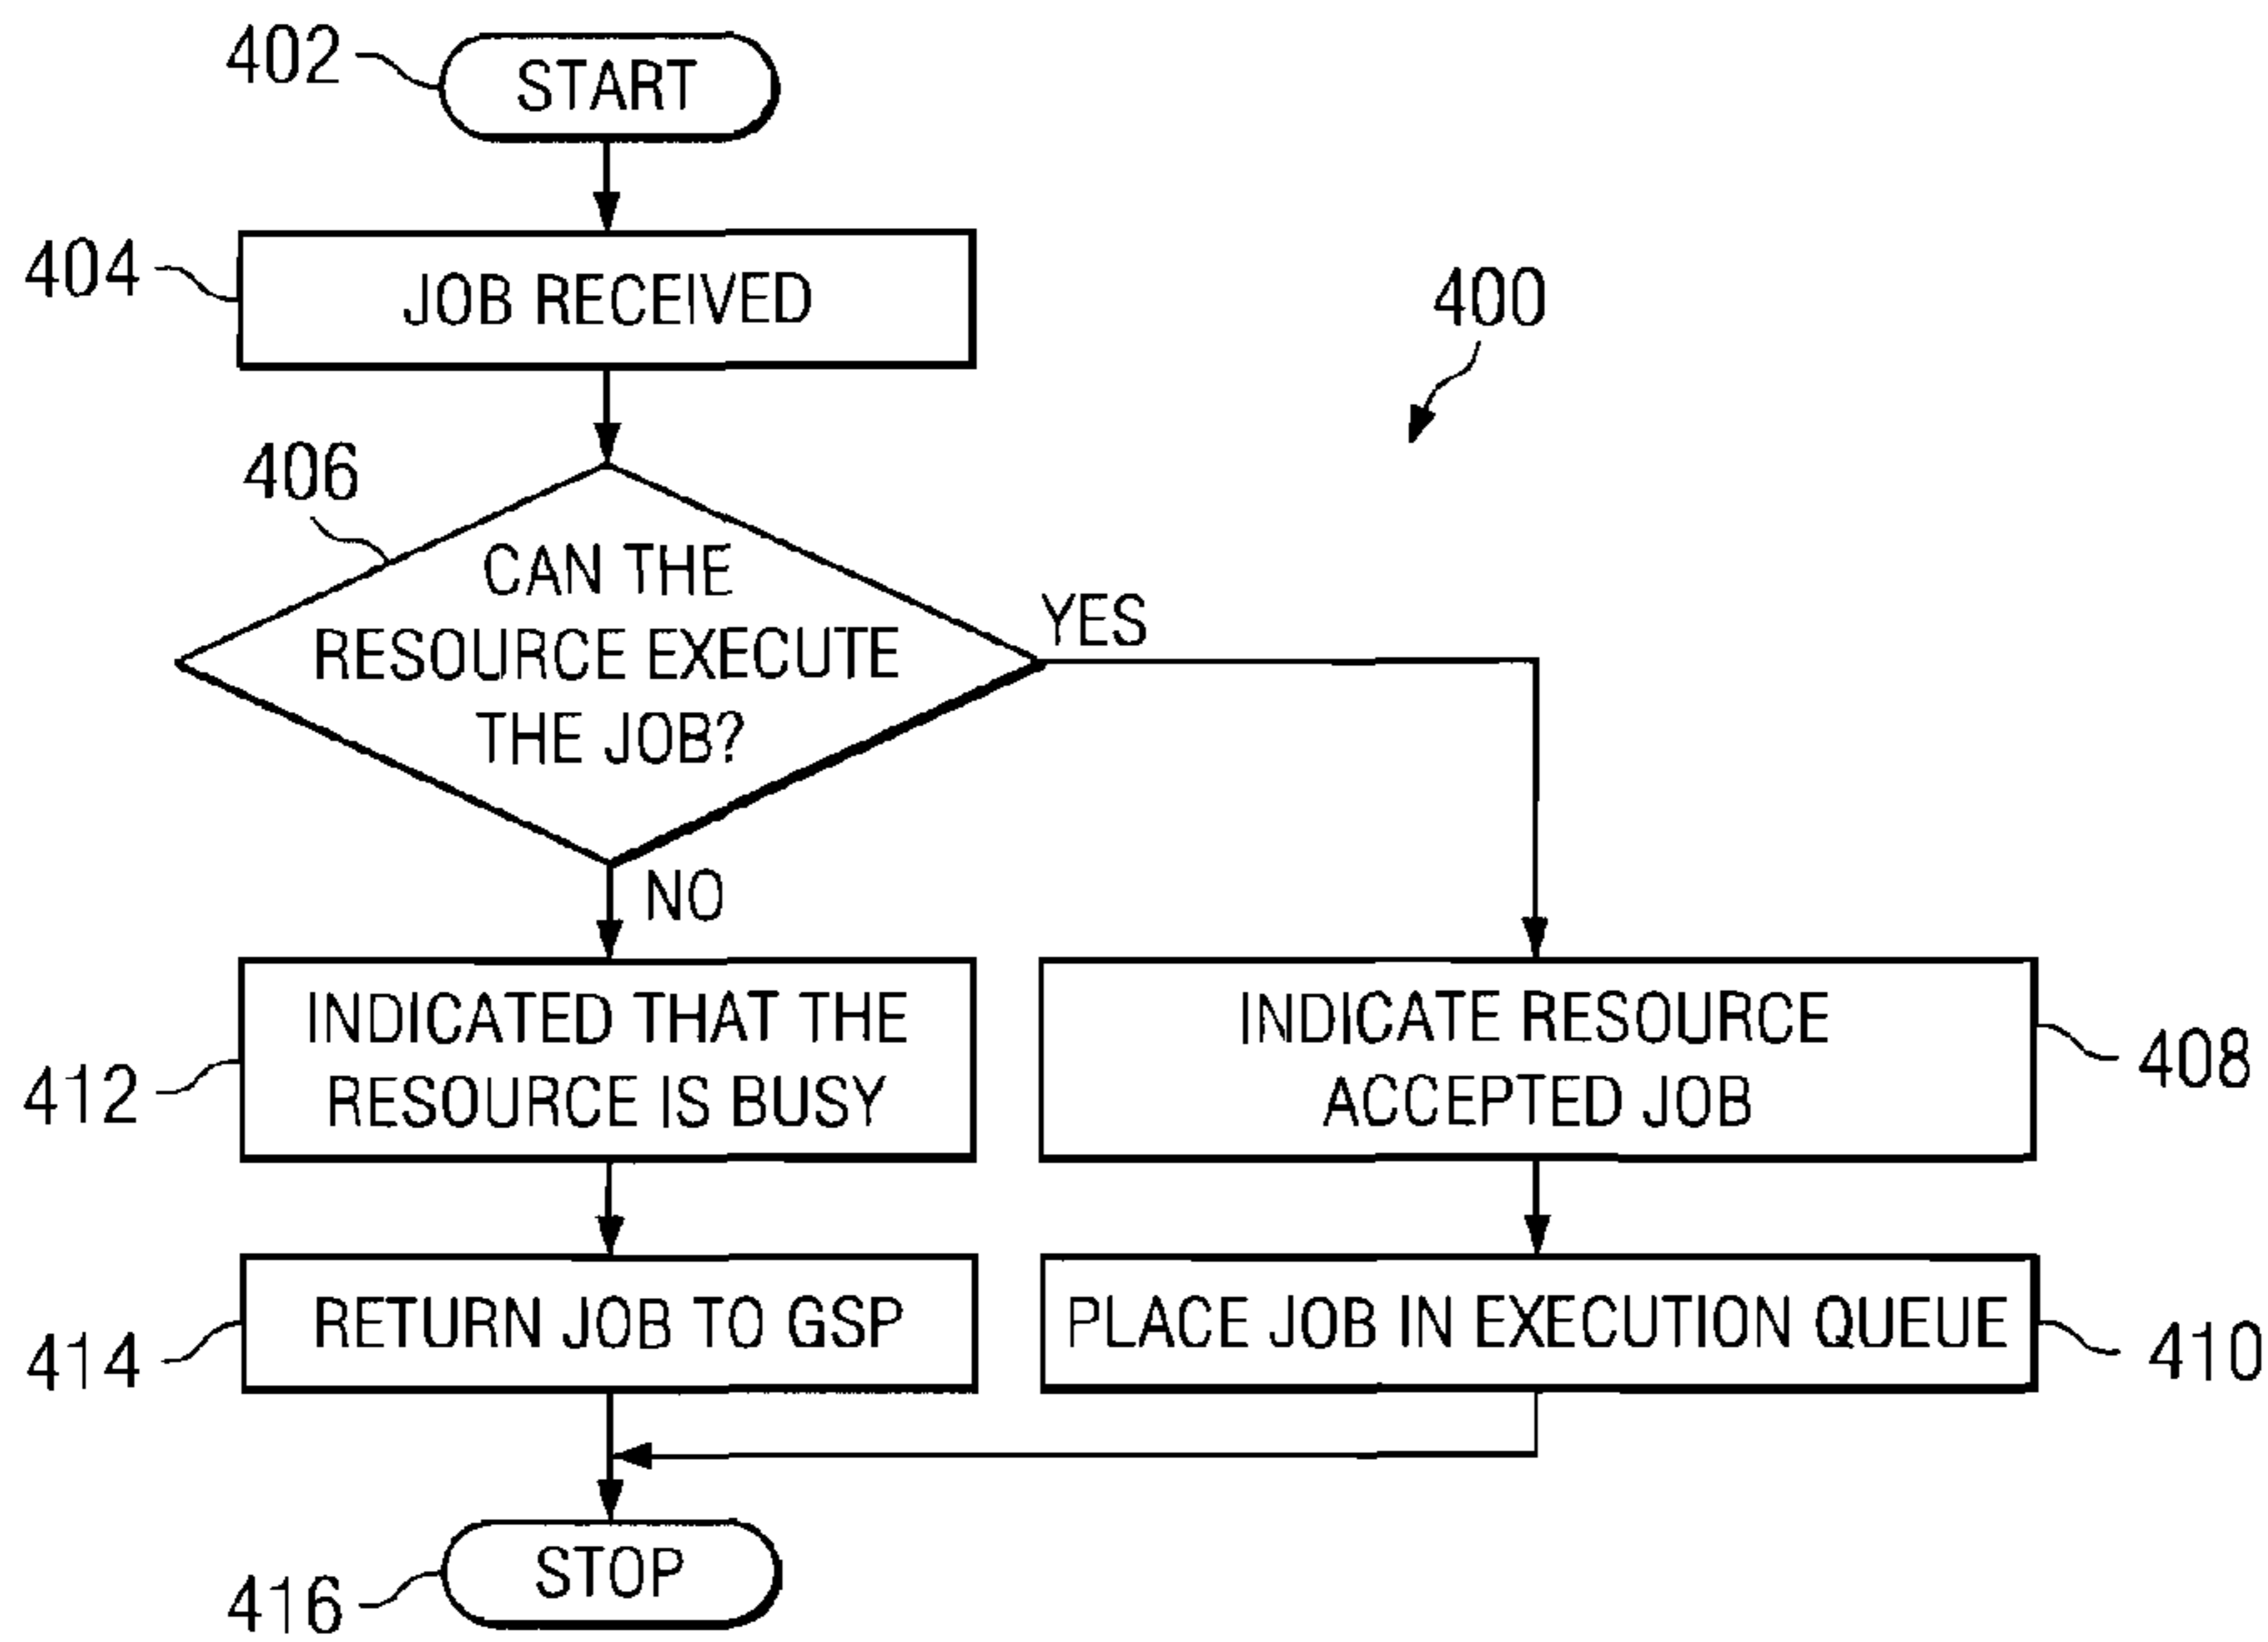 402
START
404
JOB RECEIVED
400
406
CAN THE
RESOURCE EXECUTE
THE JOB?
YES
NO
INDICATED THAT THE
RESOURCE IS BUSY
412
INDICATE RESOURCE
ACCEPTED JOB
408
RETURN JOB TO GSP
414
PLACE JOB IN EXECUTION QUEUE
410
STOP
416